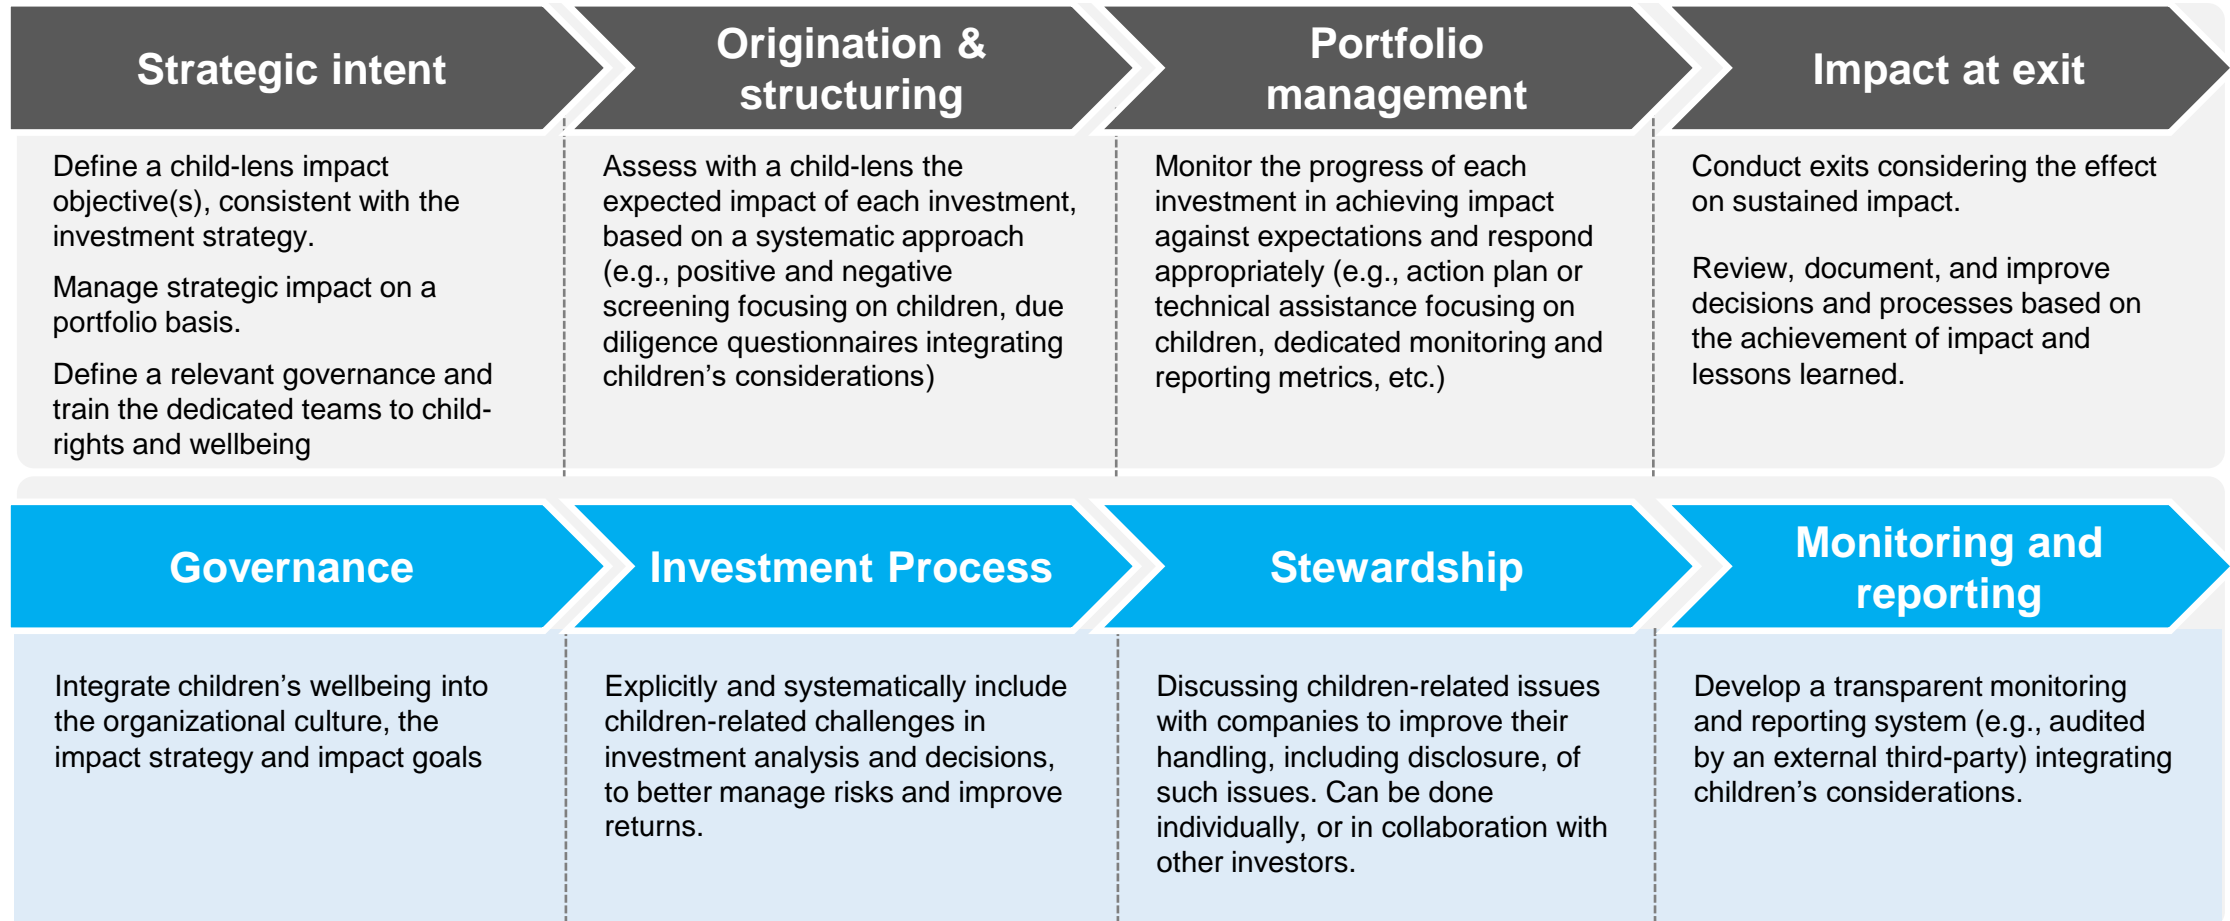 Strategic intent
Origination &
structuring
Portfolio
management
Impact at exit
Define a child-lens impact
objective(s), consistent with the
investment strategy.
Manage strategic impact on a
portfolio basis.
Define a relevant governance and
train the dedicated teams to child-
rights and wellbeing
Assess with a child-lens the
expected impact of each investment,
based on a systematic approach
(e.g., positive and negative
screening focusing on children, due
diligence questionnaires integrating
children’s considerations)
Monitor the progress of each
investment in achieving impact
against expectations and respond
appropriately (e.g., action plan or
technical assistance focusing on
children, dedicated monitoring and
reporting metrics, etc.)
Conduct exits considering the effect
on sustained impact.
Review, document, and improve
decisions and processes based on
the achievement of impact and
lessons learned.
Governance
Investment Process
Stewardship
Monitoring and
reporting
Integrate children’s wellbeing into
the organizational culture, the
impact strategy and impact goals
Explicitly and systematically include
children-related challenges in
investment analysis and decisions,
to better manage risks and improve
returns.
Discussing children-related issues
with companies to improve their
handling, including disclosure, of
such issues. Can be done
individually, or in collaboration with
other investors.
Develop a transparent monitoring
and reporting system (e.g., audited
by an external third-party) integrating
children’s considerations.